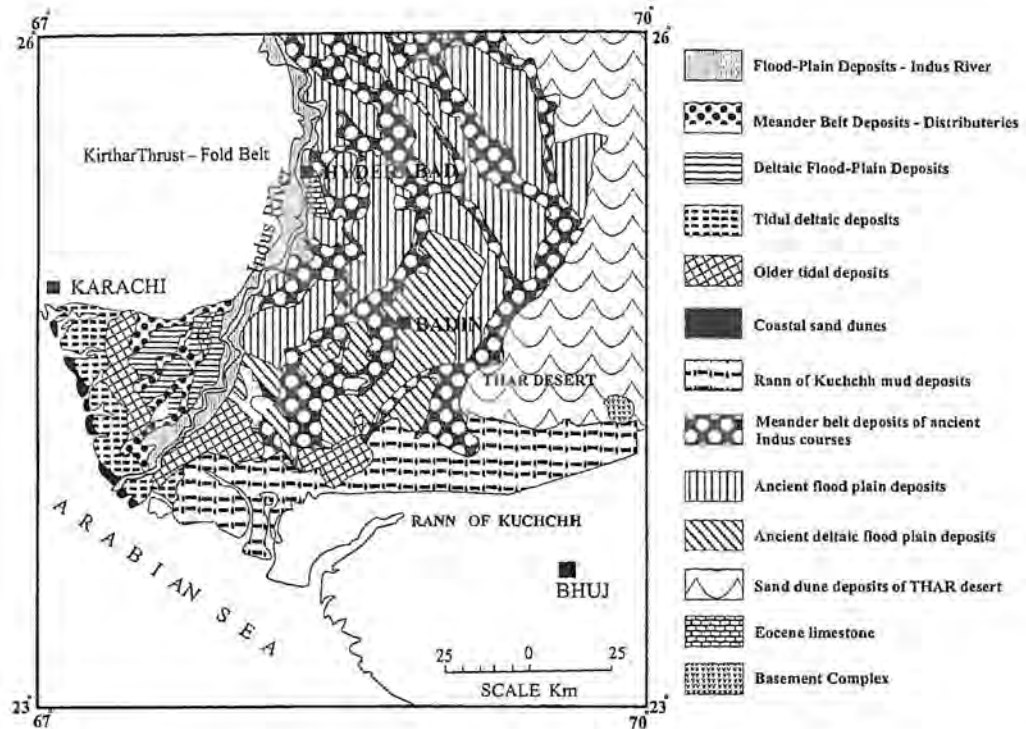 67°
70°
26°
26°
Kirthar Thrust - Fold Belt
HYDERABAD
Indus River
KARACHI
BADIN
THAR DESERT
RANN OF KUCHCHH
ARABIAN SEA
BHUJ
25 0 25
SCALE Km
23°
23°
67°
70°
Flood-Plain Deposits - Indus River
Meander Belt Deposits - Distributeries
Deltaic Flood-Plain Deposits
Tidal deltaic deposits
Older tidal deposits
Coastal sand dunes
Rann of Kuchchh mud deposits
Meander belt deposits of ancient
Indus courses
Ancient flood plain deposits
Ancient deltaic flood plain deposits
Sand dune deposits of THAR desert
Eocene limestone
Basement Complex